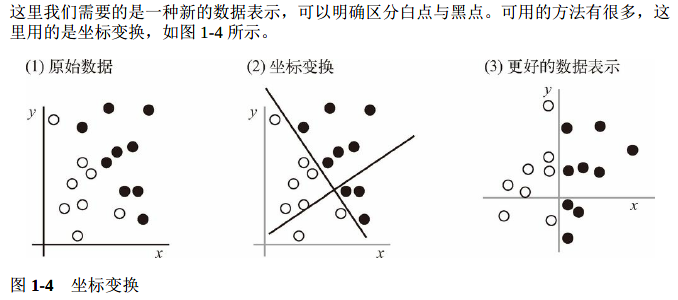 这里我们需要的是一种新的数据表示，可以明确区分白点与黑点。可用的方法有很多，这
里用的是坐标变换，如图 1-4 所示。
(1) 原始数据
(2) 坐标变换
(3) 更好的数据表示
y
x
y
x
y
x
图 1-4 坐标变换